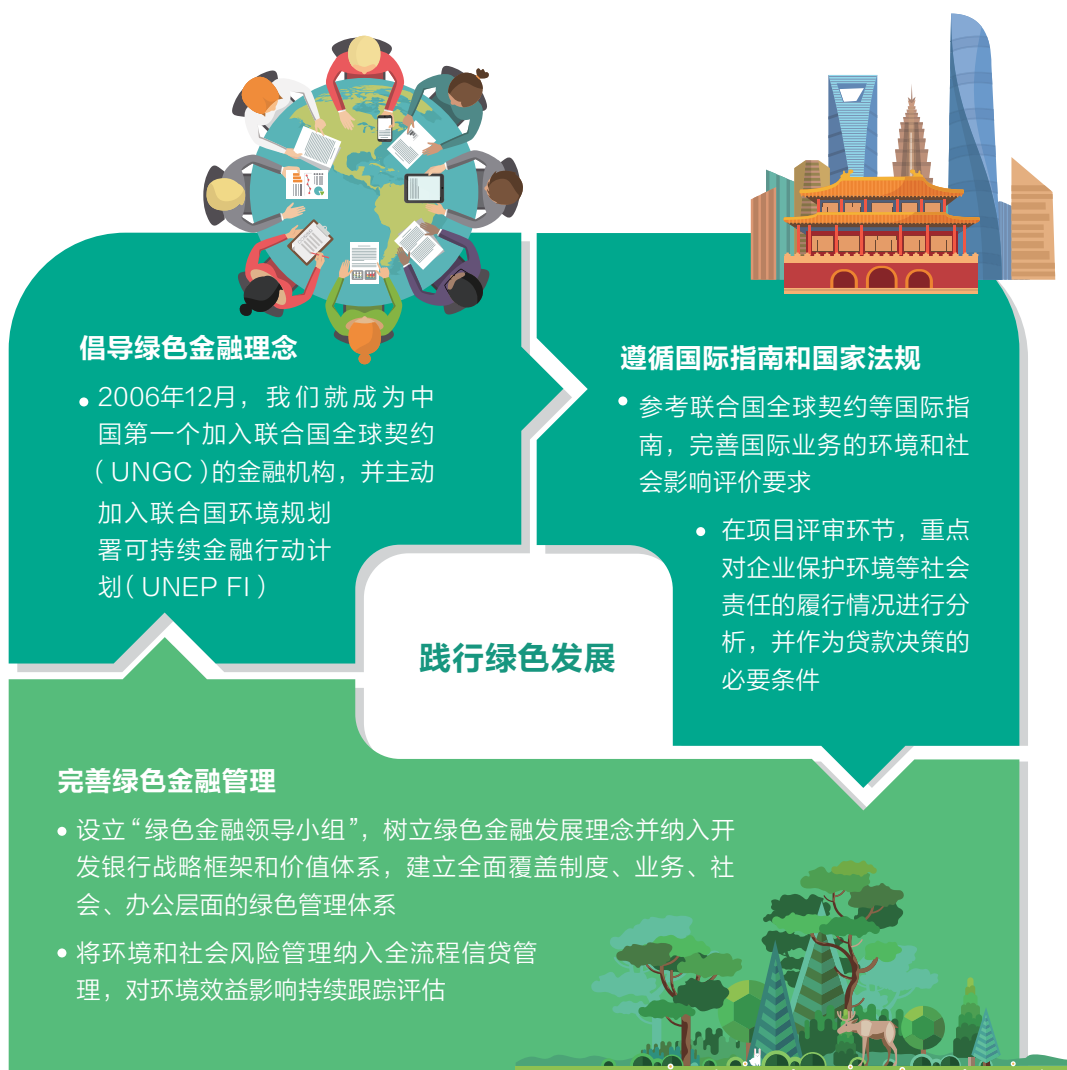 倡导绿色金融理念
2006年12月，我们就成为中
国第一个加入联合国全球契约
（UNGC）的金融机构，并主动
加入联合国环境规划
署可持续金融行动计
划（UNEP FI）
遵循国际指南和国家法规
参考联合国全球契约等国际指
南，完善国际业务的环境和社
会影响评价要求
在项目评审环节，重点
对企业保护环境等社会
责任的履行情况进行分
析，并作为贷款决策的
必要条件
践行绿色发展
完善绿色金融管理
设立“绿色金融领导小组”，树立绿色金融发展理念并纳入开
发银行战略框架和价值体系，建立全面覆盖制度、业务、社
会、办公层面的绿色管理体系
将环境和社会风险管理纳入全流程信贷管
理，对环境效益影响持续跟踪评估